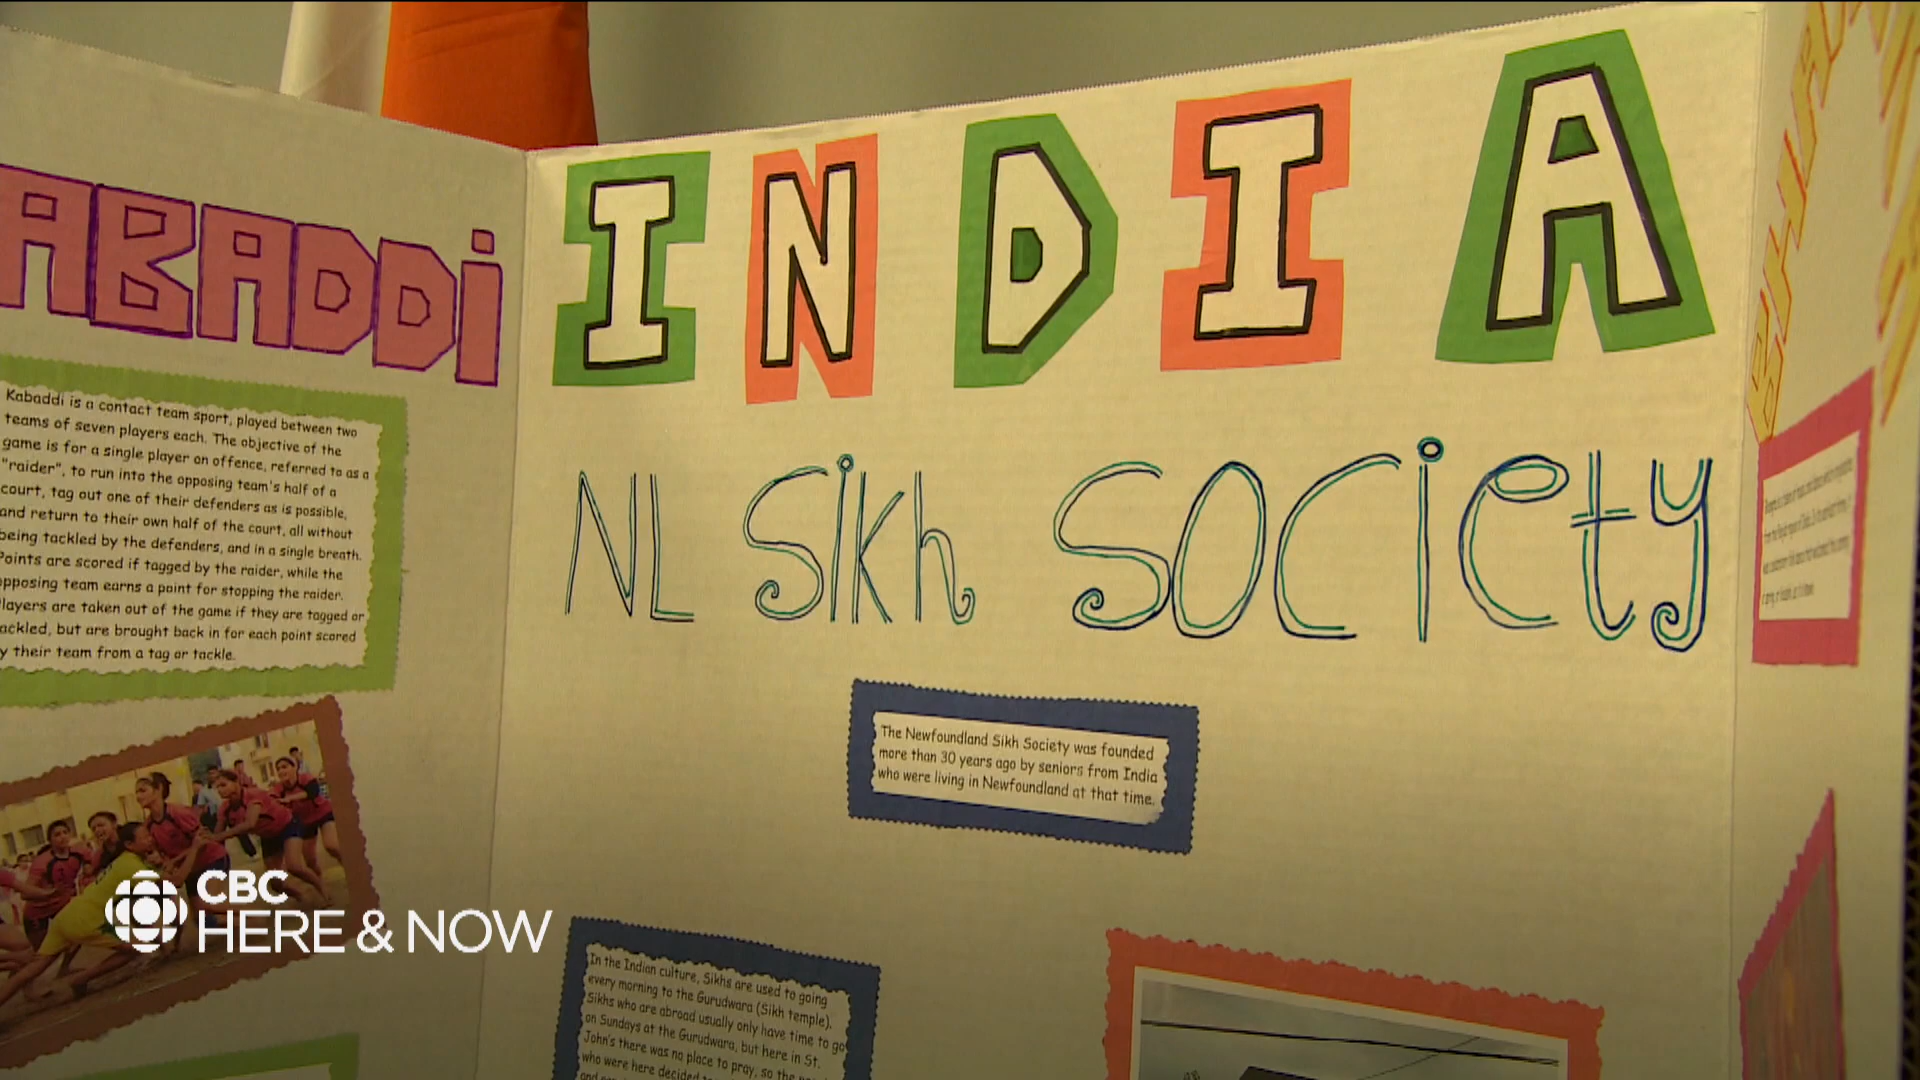 ABADDi
Kabaddi is a contact team sport, played between two
teams of seven players each. The objective of the
game is for a single player on offence, referred to as a
"raider", to run into the opposing team's half of a
court, tag out one of their defenders as is possible,
and return to their own half of the court, all without
being tackled by the defenders, and in a single breath.
Points are scored if tagged by the raider, while the
opposing team earns a point for stopping the raider.
layers are taken out of the game if they are tagged or
ackled, but are brought back in for each point scored
y their team from a tag or tackle.
INDIA
NL Sikh Society
The Newfoundland Sikh Society was founded
more than 30 years ago by seniors from India
who were living in Newfoundland at that time.
In the Indian culture, Sikhs are used to going
every morning to the Gurudwara (Sikh temple).
Sikhs who are abroad usually only have time to go
on Sundays at the Gurudwara, but here in St.
John's there was no place to pray, so the
who were here decided
CBC
HERE & NOW